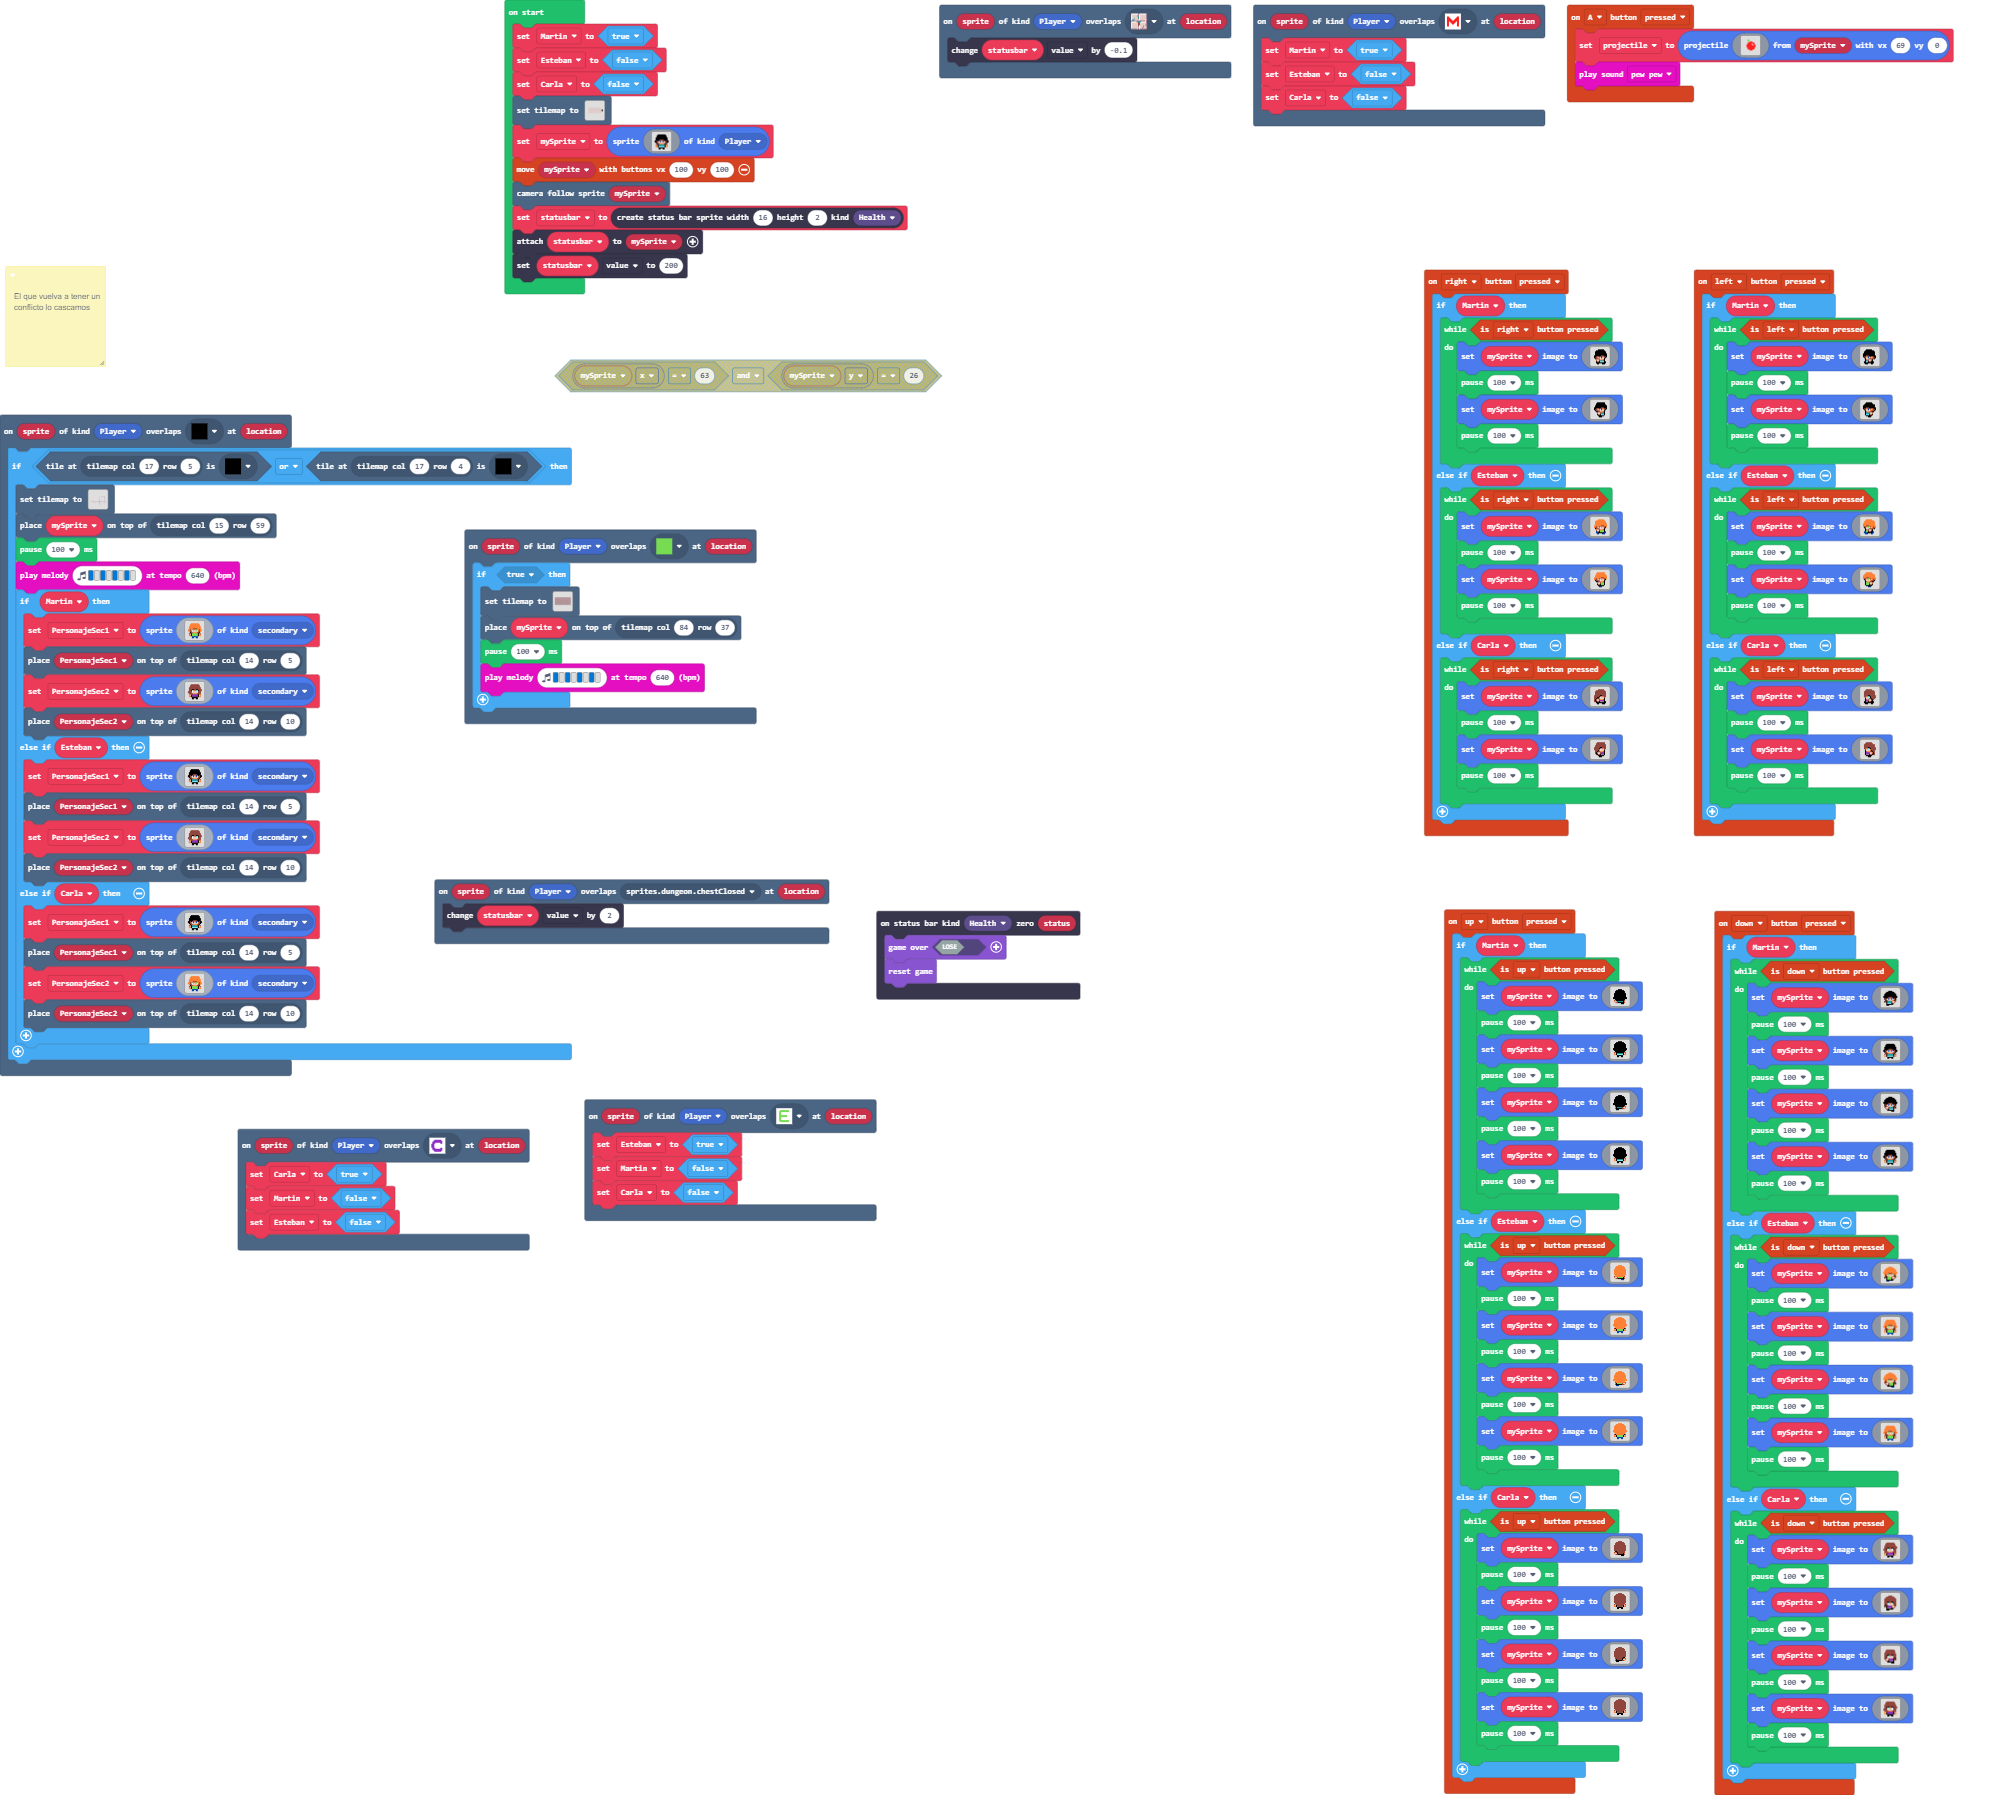 on start
set Martin to true
set Esteban to false
set Carla to false
set tilemap to
set mySprite to sprite of kind Player
move mySprite with buttons vx 100 vy 100
camera follow sprite mySprite
set statusbar to create status bar sprite width 16 height 2 kind Health
attach statusbar to mySprite
set statusbar value to 200
on sprite of kind Player overlaps at location
change statusbar value by -0.1
on sprite of kind Player overlaps M at location
set Martin to true
set Esteban to false
set Carla to false
on A button pressed
set projectile to projectile from mySprite with vx 69 vy 0
play sound pew pew
El que vuelva a tener un
conflicto lo cascamos
mySprite x = 63 and mySprite y = 26
on sprite of kind Player overlaps at location
if tile at tilemap col 17 row 5 is or tile at tilemap col 17 row 4 is then
set tilemap to
place mySprite on top of tilemap col 15 row 59
pause 100 ms
play melody at tempo 640 (bpm)
if Martin then
set PersonajeSec1 to sprite of kind secondary
place PersonajeSec1 on top of tilemap col 14 row 5
set PersonajeSec2 to sprite of kind secondary
place PersonajeSec2 on top of tilemap col 14 row 10
else if Esteban then
set PersonajeSec1 to sprite of kind secondary
place PersonajeSec1 on top of tilemap col 14 row 5
set PersonajeSec2 to sprite of kind secondary
place PersonajeSec2 on top of tilemap col 14 row 10
else if Carla then
set PersonajeSec1 to sprite of kind secondary
place PersonajeSec1 on top of tilemap col 14 row 5
set PersonajeSec2 to sprite of kind secondary
place PersonajeSec2 on top of tilemap col 14 row 10
on sprite of kind Player overlaps at location
if true then
set tilemap to
place mySprite on top of tilemap col 84 row 37
pause 100 ms
play melody at tempo 640 (bpm)
on sprite of kind Player overlaps sprites.dungeon.chestClosed at location
change statusbar value by 2
on status bar kind Health zero status
game over LOSE
reset game
on sprite of kind Player overlaps C at location
set Carla to true
set Martin to false
set Esteban to false
on sprite of kind Player overlaps E at location
set Esteban to true
set Martin to false
set Carla to false
on right button pressed
if Martin then
while is right button pressed
do
set mySprite image to
pause 100 ms
set mySprite image to
pause 100 ms
else if Esteban then
while is right button pressed
do
set mySprite image to
pause 100 ms
set mySprite image to
pause 100 ms
else if Carla then
while is right button pressed
do
set mySprite image to
pause 100 ms
set mySprite image to
pause 100 ms
on left button pressed
if Martin then
while is left button pressed
do
set mySprite image to
pause 100 ms
set mySprite image to
pause 100 ms
else if Esteban then
while is left button pressed
do
set mySprite image to
pause 100 ms
set mySprite image to
pause 100 ms
else if Carla then
while is left button pressed
do
set mySprite image to
pause 100 ms
set mySprite image to
pause 100 ms
on up button pressed
if Martin then
while is up button pressed
do
set mySprite image to
pause 100 ms
set mySprite image to
pause 100 ms
set mySprite image to
pause 100 ms
set mySprite image to
pause 100 ms
else if Esteban then
while is up button pressed
do
set mySprite image to
pause 100 ms
set mySprite image to
pause 100 ms
set mySprite image to
pause 100 ms
set mySprite image to
pause 100 ms
else if Carla then
while is up button pressed
do
set mySprite image to
pause 100 ms
set mySprite image to
pause 100 ms
set mySprite image to
pause 100 ms
set mySprite image to
pause 100 ms
on down button pressed
if Martin then
while is down button pressed
do
set mySprite image to
pause 100 ms
set mySprite image to
pause 100 ms
set mySprite image to
pause 100 ms
set mySprite image to
pause 100 ms
else if Esteban then
while is down button pressed
do
set mySprite image to
pause 100 ms
set mySprite image to
pause 100 ms
set mySprite image to
pause 100 ms
set mySprite image to
pause 100 ms
else if Carla then
while is down button pressed
do
set mySprite image to
pause 100 ms
set mySprite image to
pause 100 ms
set mySprite image to
pause 100 ms
set mySprite image to
pause 100 ms